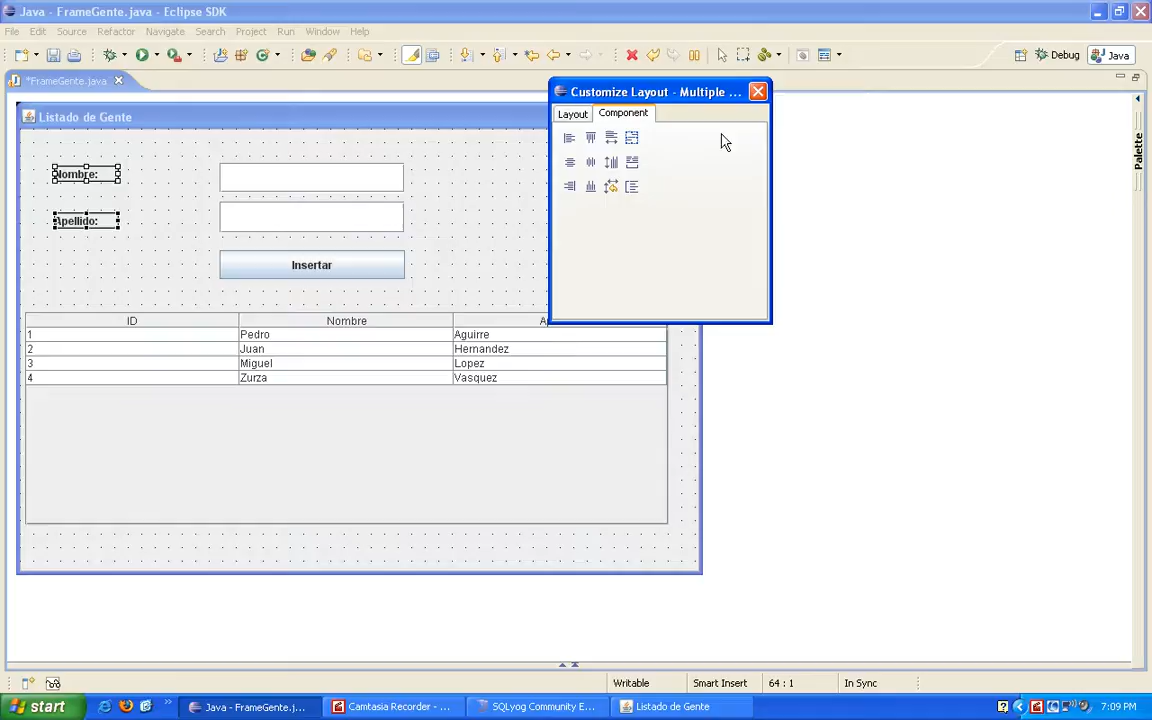 Java - FrameGente.java - Eclipse SDK
File Edit Source Refactor Navigate Search Project Run Window Help
Debug Java
*FrameGente.java
Customize Layout - Multiple ...
Layout Component
Palette
Listado de Gente
Nombre:
Apellido:
Insertar
ID Nombre
1 Pedro Aguirre
2 Juan Hernandez
3 Miguel Lopez
4 Zurza Vasquez
Writable Smart Insert 64 : 1 In Sync
start Java - FrameGente.j... Camtasia Recorder - ... SQLyog Community E... Listado de Gente 7:09 PM